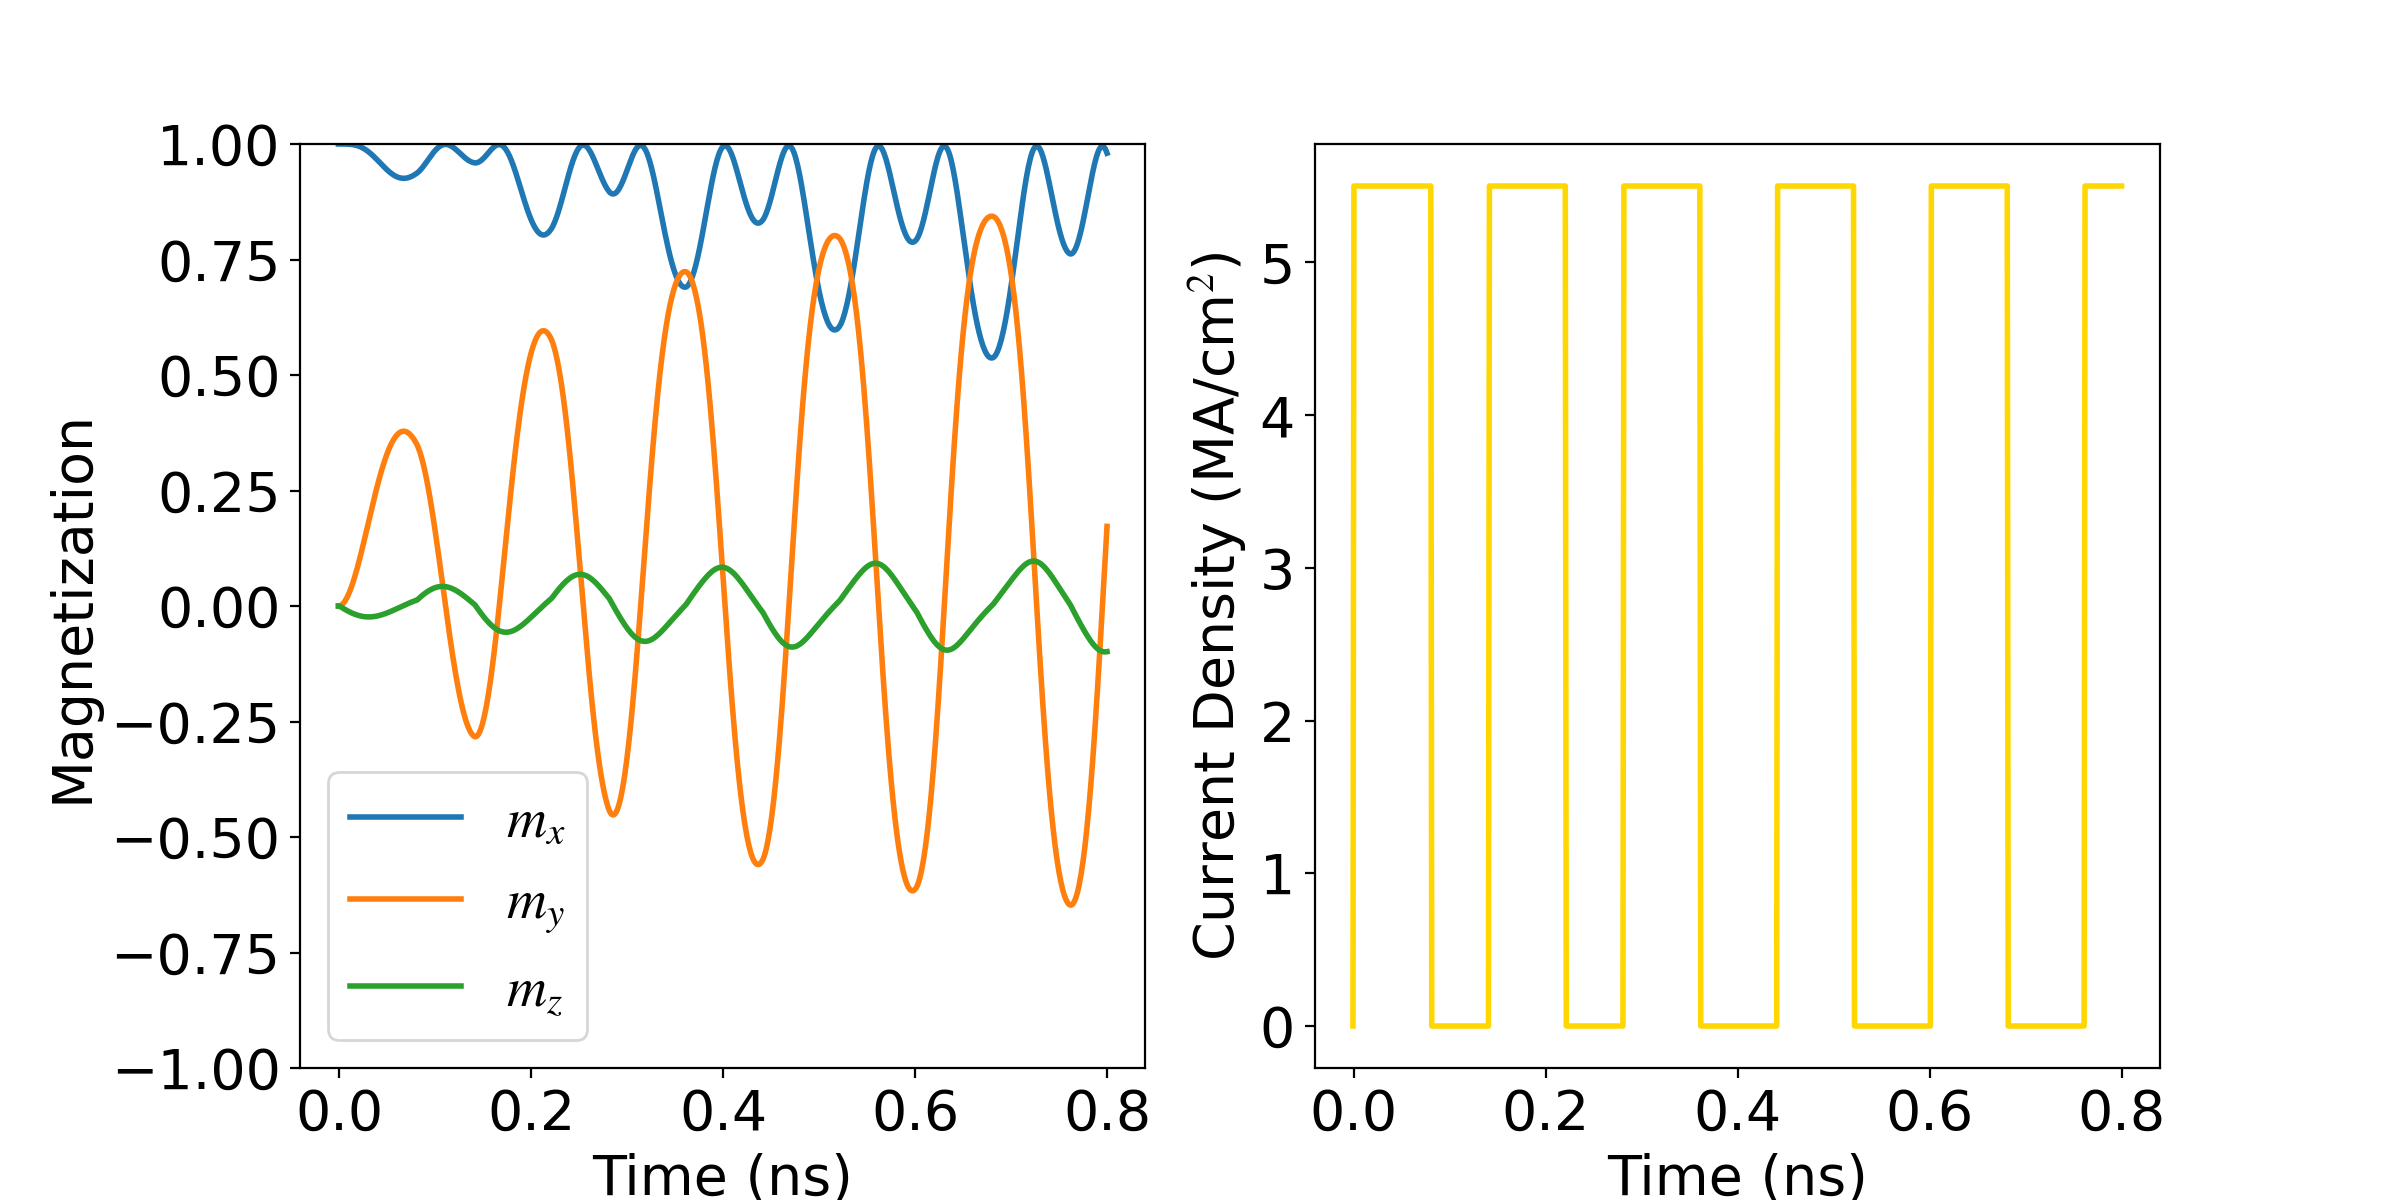 Magnetization
1.00
0.75
0.50
0.25
0.00
−0.25
−0.50
−0.75
−1.00
0.0 0.2 0.4 0.6 0.8
Time (ns)
m_x
m_y
m_z
Current Density (MA/cm²)
5
4
3
2
1
0
0.0 0.2 0.4 0.6 0.8
Time (ns)